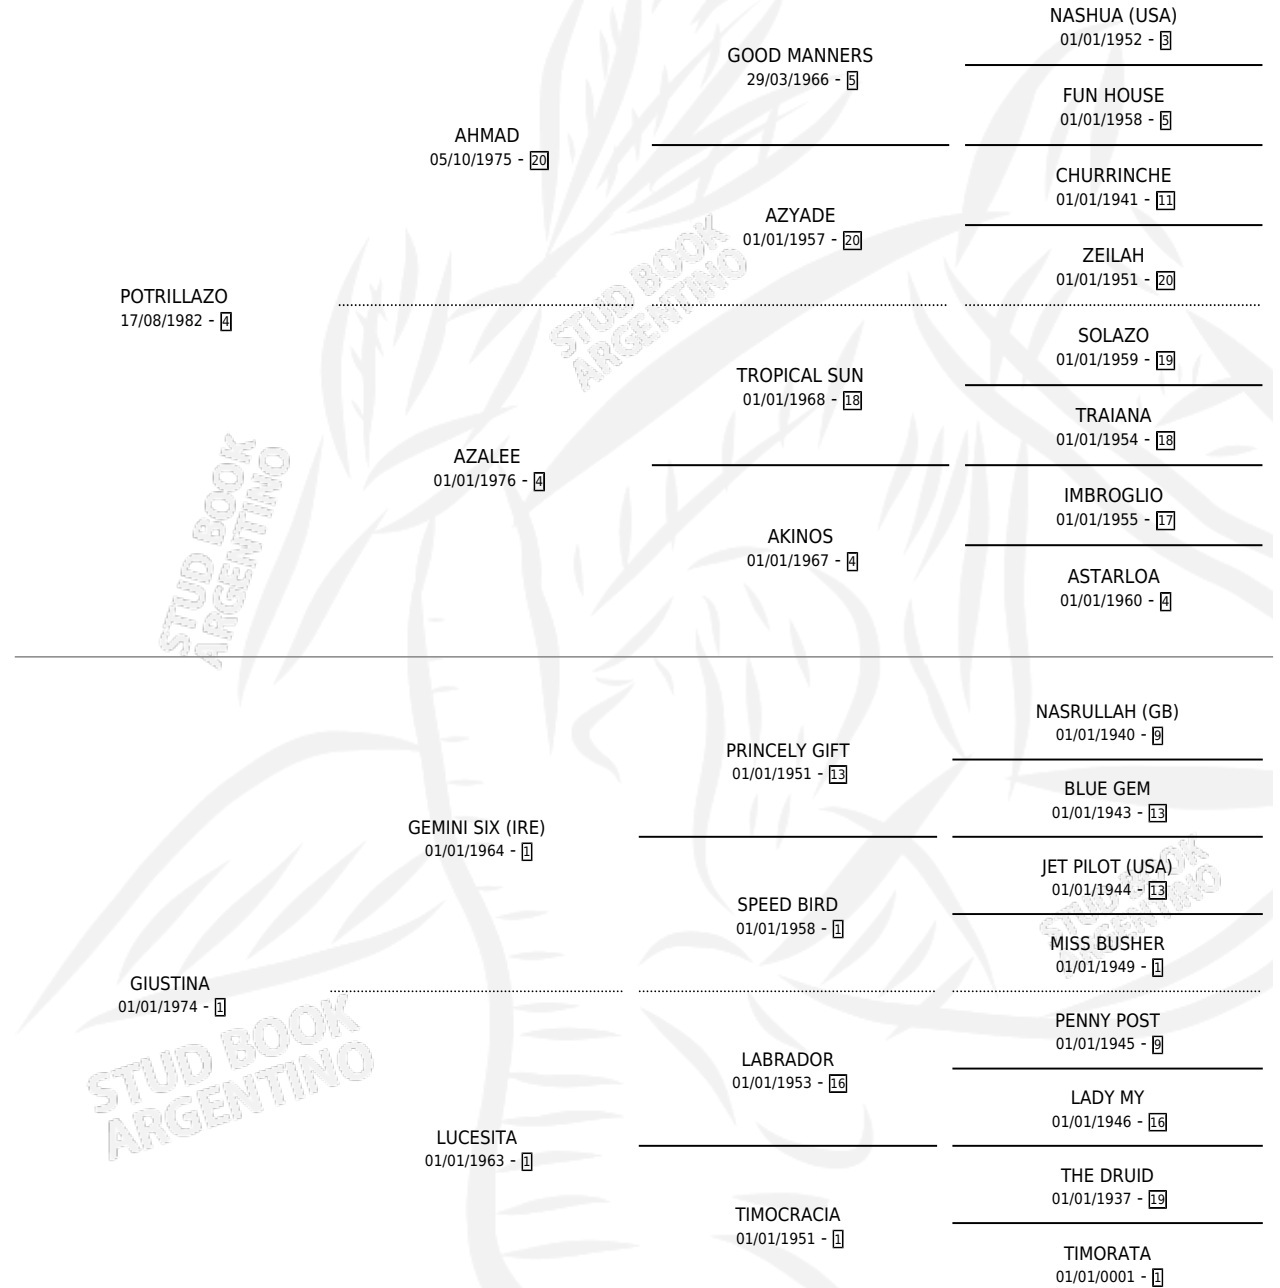 NASHUA (USA)
01/01/1952 - 3
GOOD MANNERS
29/03/1966 - 5
FUN HOUSE
01/01/1958 - 5
AHMAD
05/10/1975 - 20
CHURRINCHE
01/01/1941 - 11
AZYADE
01/01/1957 - 20
ZEILAH
01/01/1951 - 20
POTRILLAZO
17/08/1982 - 4
SOLAZO
01/01/1959 - 19
TROPICAL SUN
01/01/1968 - 18
TRAIANA
01/01/1954 - 18
AZALEE
01/01/1976 - 4
IMBROGLIO
01/01/1955 - 17
AKINOS
01/01/1967 - 4
ASTARLOA
01/01/1960 - 4
NASRULLAH (GB)
01/01/1940 - 9
PRINCELY GIFT
01/01/1951 - 13
BLUE GEM
01/01/1943 - 13
GEMINI SIX (IRE)
01/01/1964 - 1
JET PILOT (USA)
01/01/1944 - 13
SPEED BIRD
01/01/1958 - 1
MISS BUSHER
01/01/1949 - 1
GIUSTINA
01/01/1974 - 1
PENNY POST
01/01/1945 - 9
LABRADOR
01/01/1953 - 16
LADY MY
01/01/1946 - 16
LUCESITA
01/01/1963 - 1
THE DRUID
01/01/1937 - 19
TIMOCRACIA
01/01/1951 - 1
TIMORATA
01/01/0001 - 1
STUD BOOK
ARGENTINO
STUD BOOK
ARGENTINO
STUD BOOK
ARGENTINO
STUD BOOK
ARGENTINO